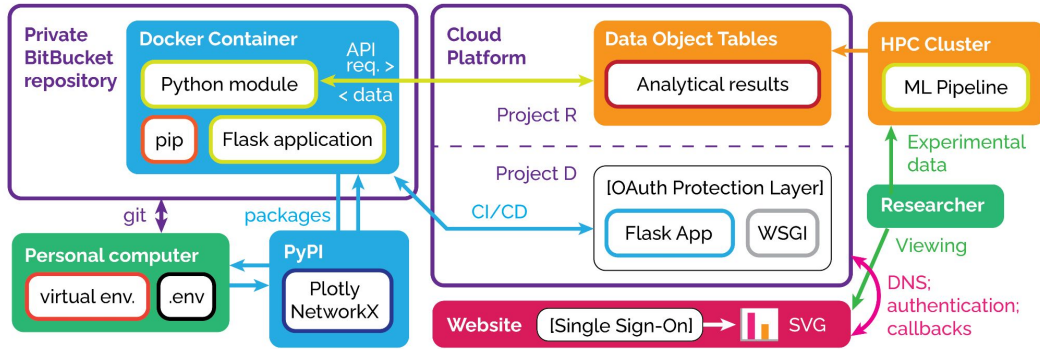 Private
BitBucket
repository
Docker Container
Python module
pip
Flask application
API
req. >
< data
Cloud
Platform
Project R
Project D
Data Object Tables
Analytical results
HPC Cluster
ML Pipeline
Experimental
data
[OAuth Protection Layer]
Flask App
WSGI
CI/CD
Researcher
Viewing
git
packages
Personal computer
virtual env.
.env
PyPI
Plotly
NetworkX
Website
[Single Sign-On]
SVG
DNS;
authentication;
callbacks